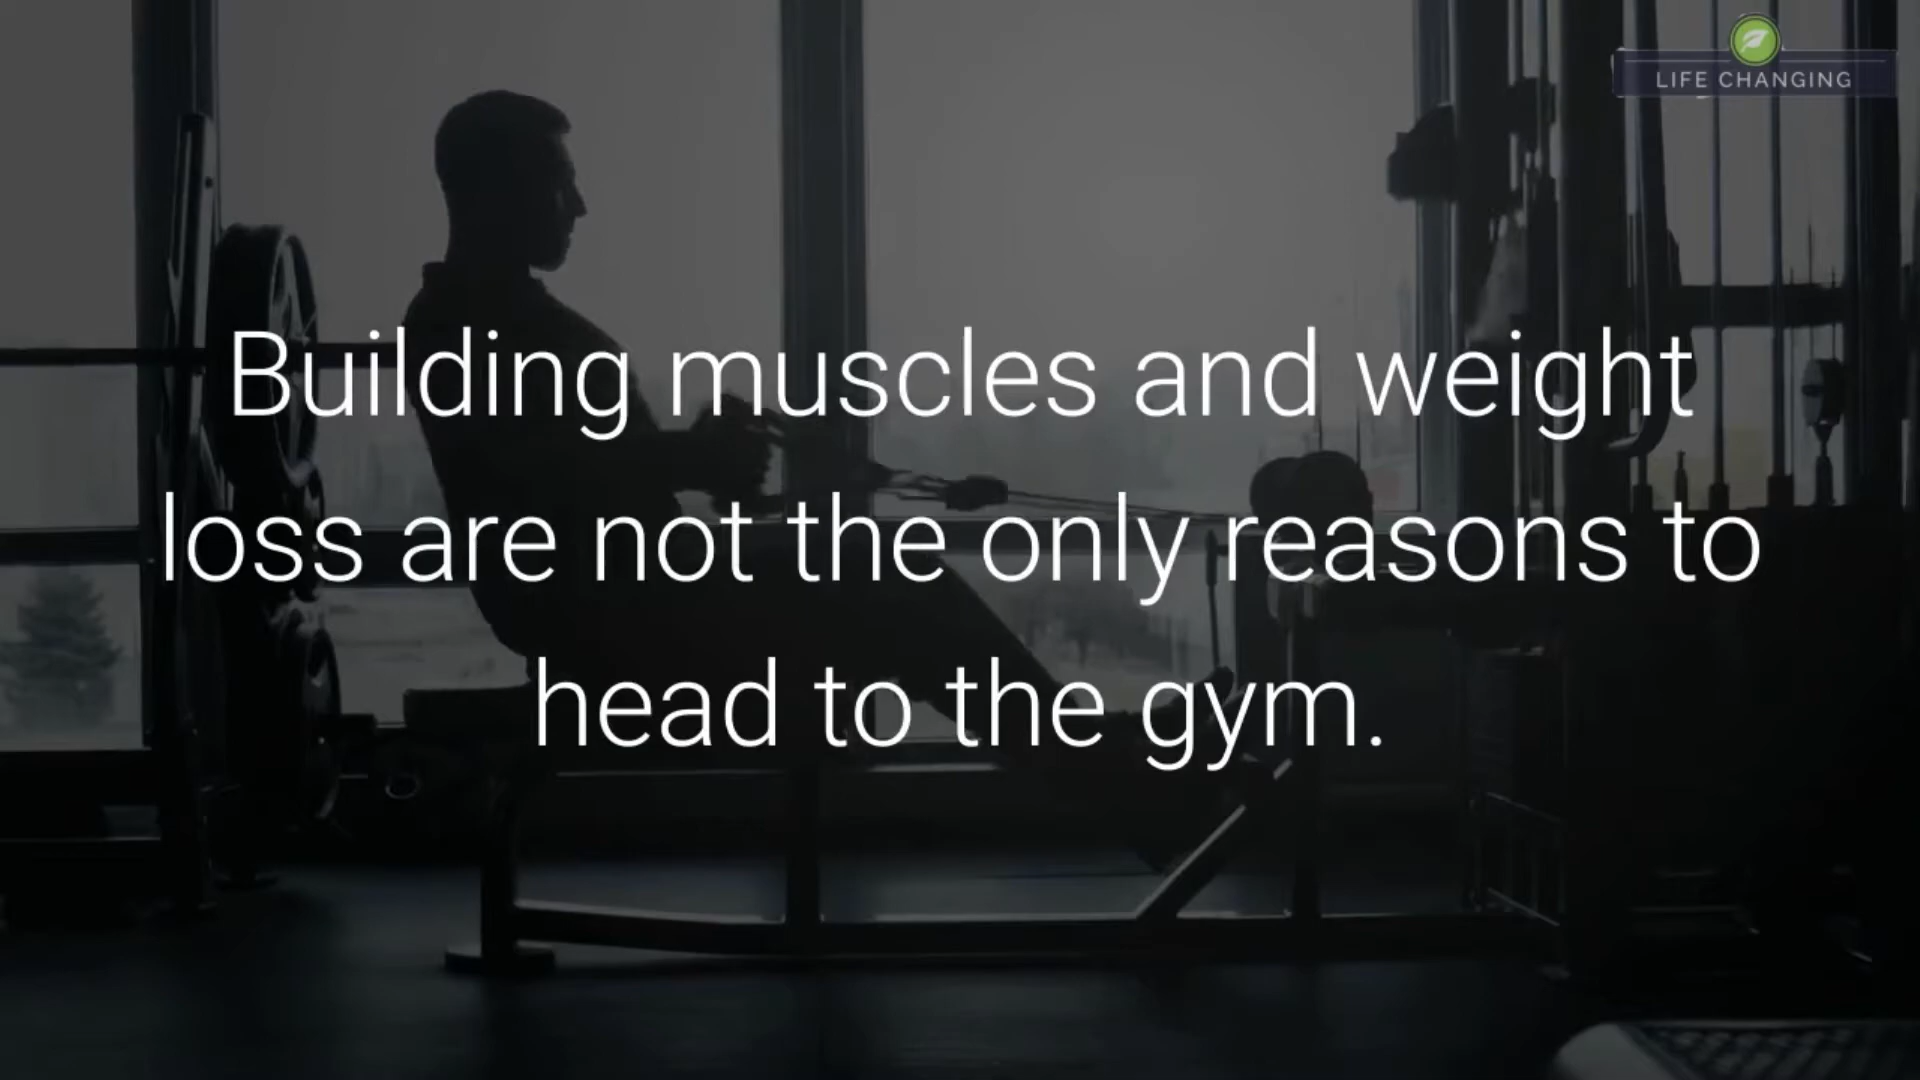 LIFE CHANGING
Building muscles and weight
loss are not the only reasons to
head to the gym.